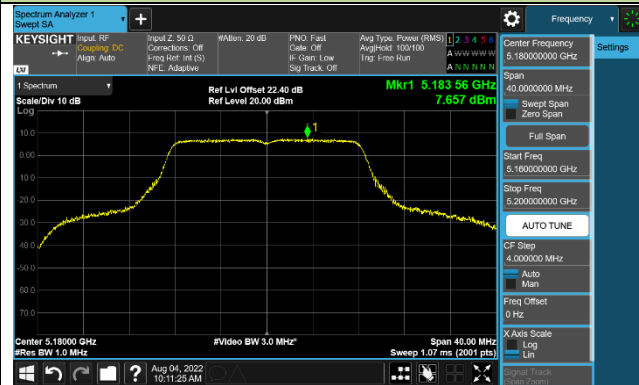 Spectrum Analyzer 1
Swept SA
Frequency
KEYSIGHT
Input: RF
Coupling: DC
Align: Auto
Input Z: 50 Ω
Corrections: Off
Freq Ref: Int (S)
NFE: Adaptive
#Atten: 20 dB
PNO: Fast
Gate: Off
IF Gain: Low
Sig Track: Off
Avg Type: Power (RMS)
Avg|Hold: 100/100
Trig: Free Run
1 2 3 4 5 6
A W W W W W
A N N N N N
LXI
1 Spectrum
Scale/Div 10 dB
Log
Ref Lvl Offset 22.40 dB
Ref Level 20.00 dBm
Mkr1 5.183 56 GHz
7.657 dBm
1
10.0
0.00
-10.0
-20.0
-30.0
-40.0
-50.0
-60.0
-70.0
Center 5.18000 GHz
#Res BW 1.0 MHz
#Video BW 3.0 MHz*
Span 40.00 MHz
Sweep 1.07 ms (2001 pts)
Aug 04, 2022
10:11:25 AM
?
Center Frequency
5.180000000 GHz
Settings
Span
40.0000000 MHz
Swept Span
Zero Span
Full Span
Start Freq
5.160000000 GHz
Stop Freq
5.200000000 GHz
AUTO TUNE
CF Step
4.000000 MHz
Auto
Man
Freq Offset
0 Hz
X Axis Scale
Log
Lin
Signal Track
(Span Zoom)